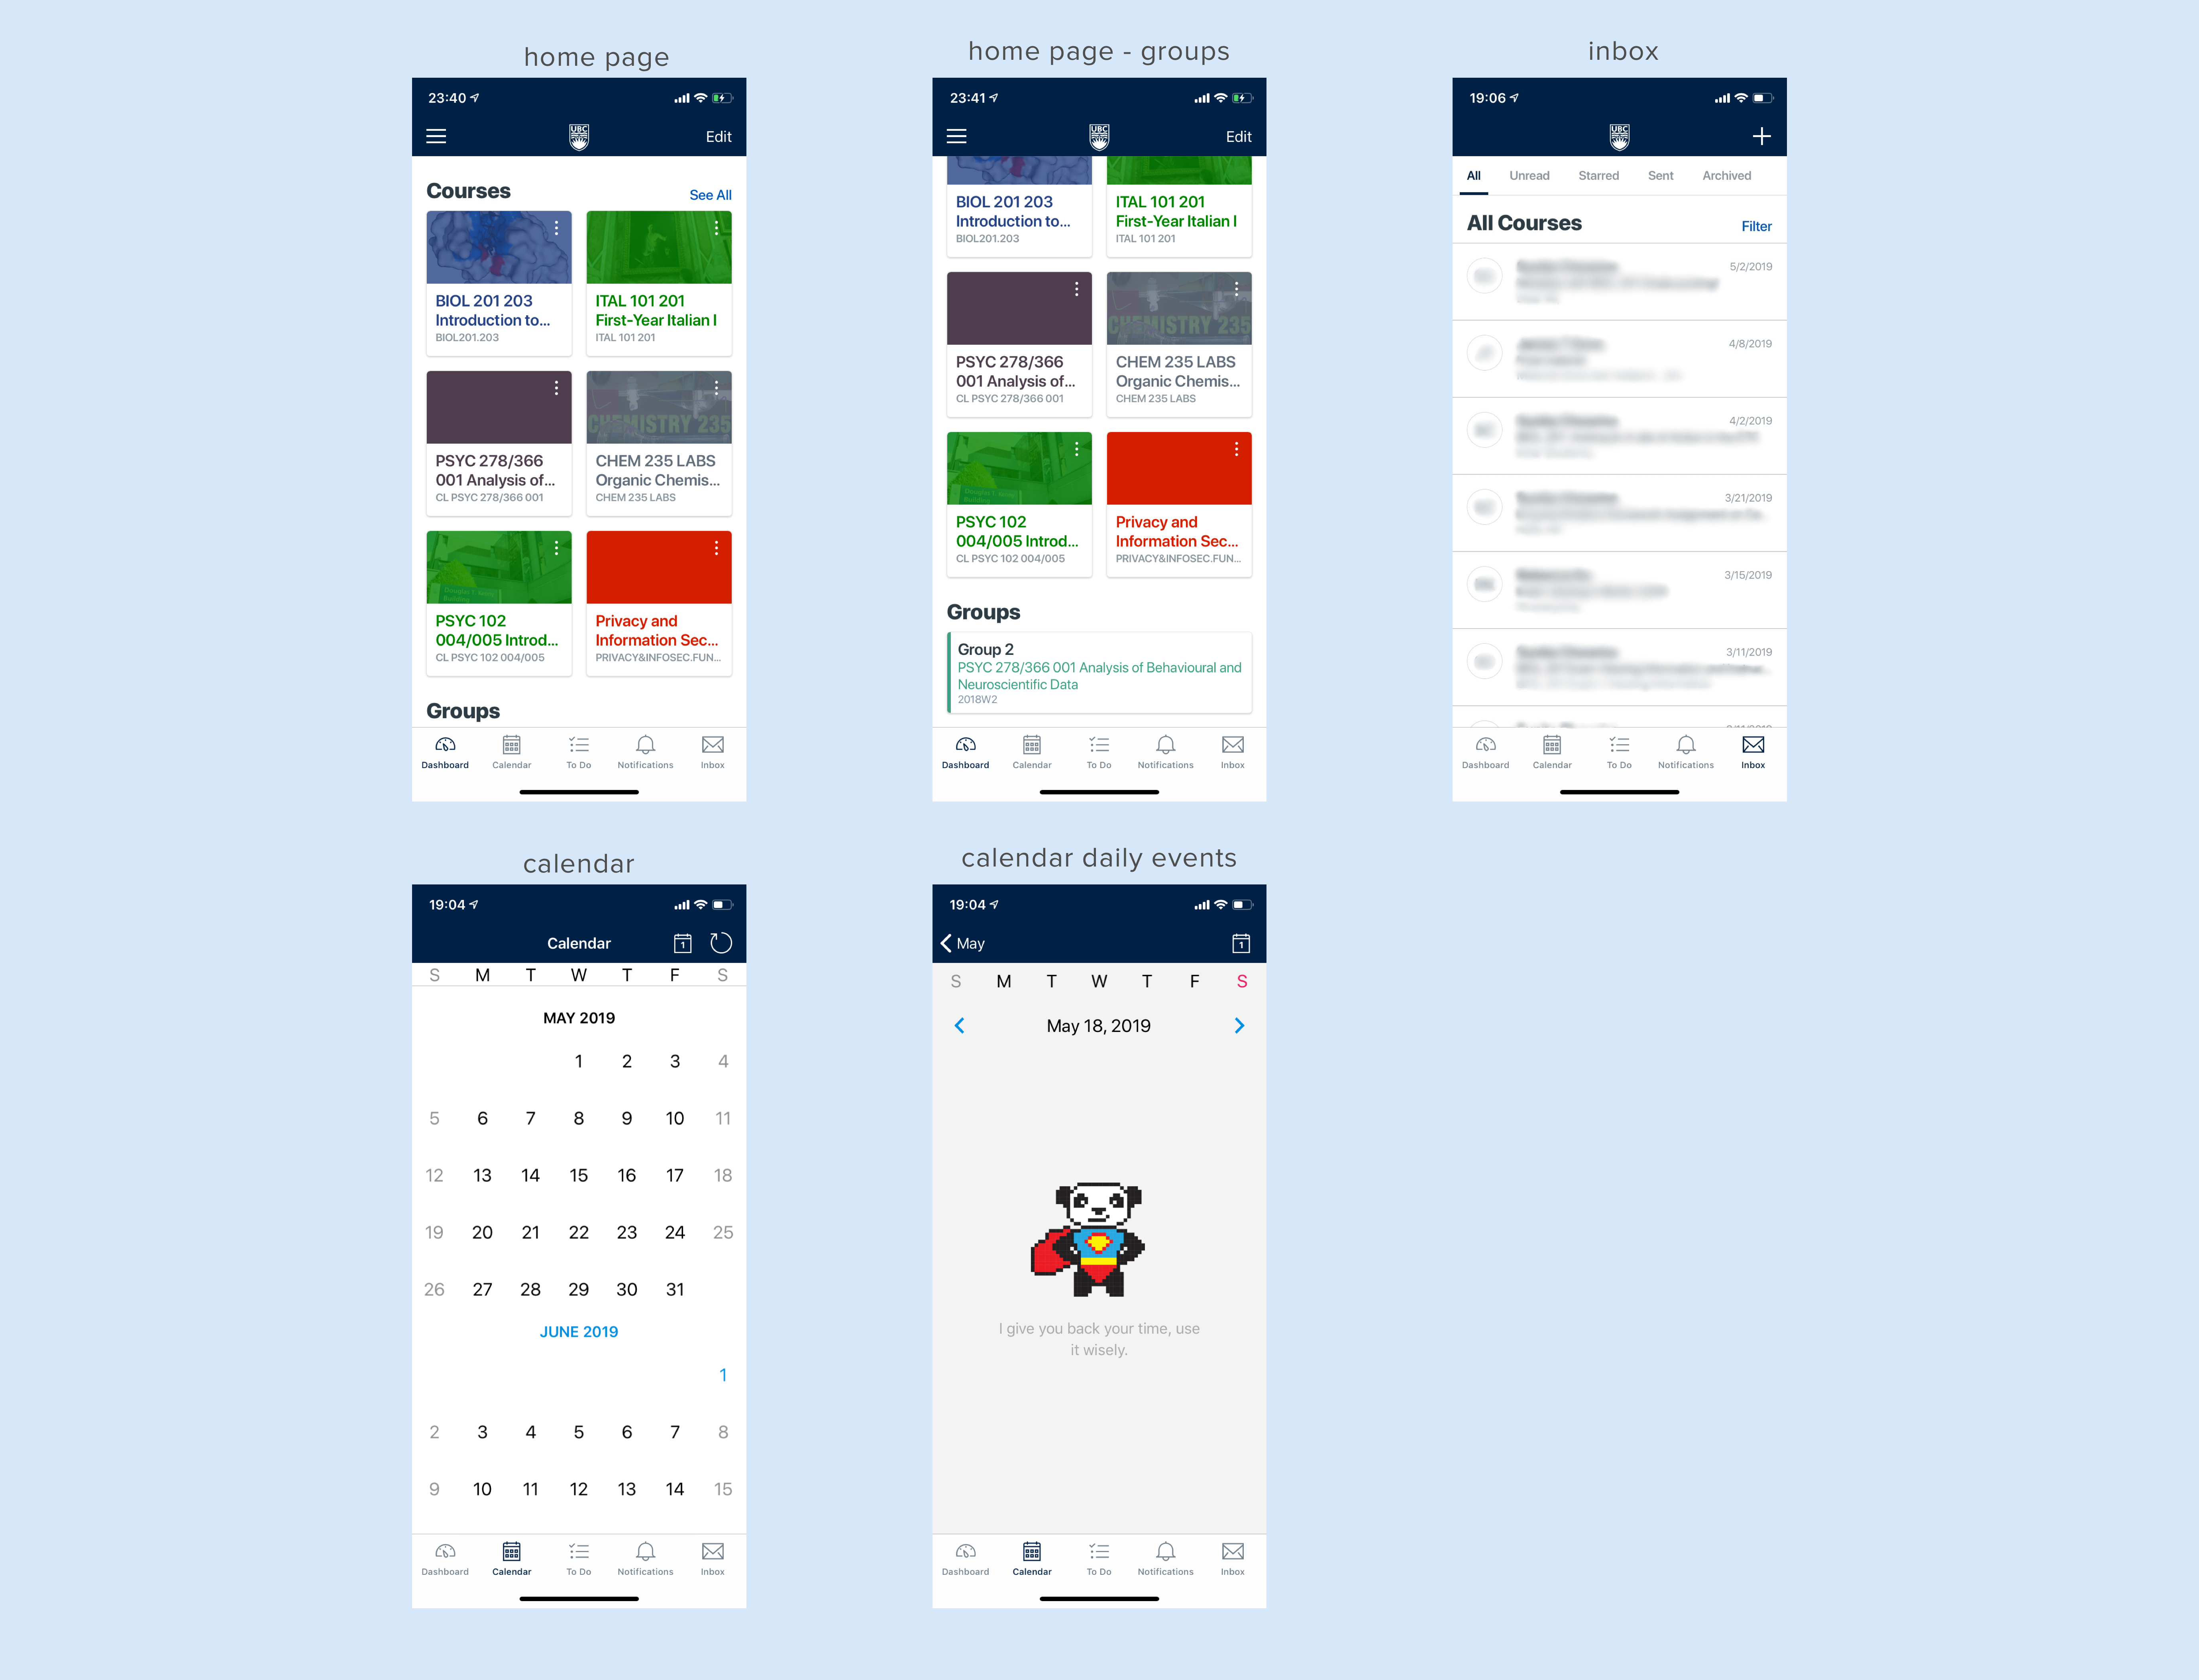 home page
23:40
UBC
Edit
Courses
See All
BIOL 201 203
Introduction to...
BIOL201.203
ITAL 101 201
First-Year Italian I
ITAL 101 201
PSYC 278/366
001 Analysis of...
CL PSYC 278/366 001
CHEMISTRY 235
CHEM 235 LABS
Organic Chemis...
CHEM 235 LABS
PSYC 102
004/005 Introd...
CL PSYC 102 004/005
Privacy and
Information Sec...
PRIVACY&INFOSEC.FUN...
Groups
Dashboard
Calendar
To Do
Notifications
Inbox
home page - groups
23:41
UBC
Edit
BIOL 201 203
Introduction to...
BIOL201.203
ITAL 101 201
First-Year Italian I
ITAL 101 201
PSYC 278/366
001 Analysis of...
CL PSYC 278/366 001
CHEMISTRY 235
CHEM 235 LABS
Organic Chemis...
CHEM 235 LABS
PSYC 102
004/005 Introd...
CL PSYC 102 004/005
Privacy and
Information Sec...
PRIVACY&INFOSEC.FUN...
Groups
Group 2
PSYC 278/366 001 Analysis of Behavioural and
Neuroscientific Data
2018W2
Dashboard
Calendar
To Do
Notifications
Inbox
inbox
19:06
UBC
All Unread Starred Sent Archived
All Courses
Filter
5/2/2019
4/8/2019
4/2/2019
3/21/2019
3/15/2019
3/11/2019
Dashboard
Calendar
To Do
Notifications
Inbox
calendar
19:04
Calendar
1
S M T W T F S
MAY 2019
1 2 3 4
5 6 7 8 9 10 11
12 13 14 15 16 17 18
19 20 21 22 23 24 25
26 27 28 29 30 31
JUNE 2019
1
2 3 4 5 6 7 8
9 10 11 12 13 14 15
Dashboard
Calendar
To Do
Notifications
Inbox
calendar daily events
19:04
May
1
S M T W T F S
May 18, 2019
I give you back your time, use
it wisely.
Dashboard
Calendar
To Do
Notifications
Inbox